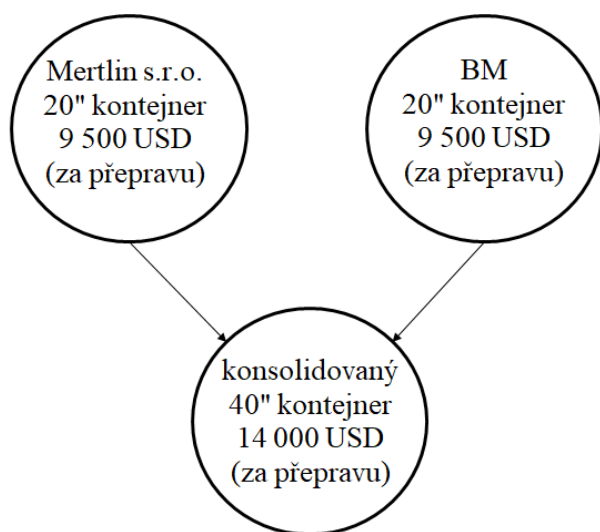 Mertlin s.r.o.
20" kontejner
9 500 USD
(za přepravu)
BM
20" kontejner
9 500 USD
(za přepravu)
konsolidovaný
40" kontejner
14 000 USD
(za přepravu)